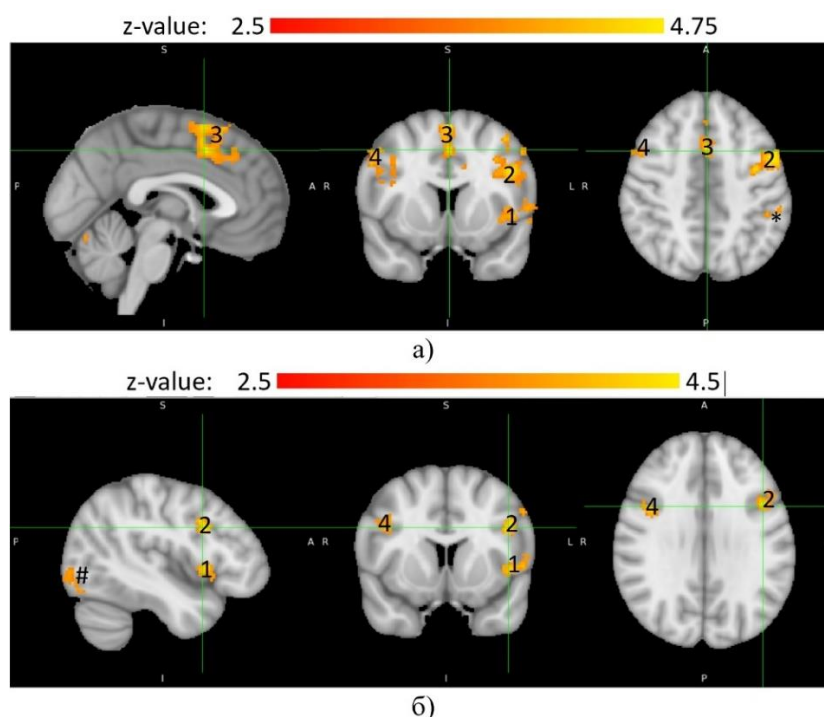 z-value: 2.5 4.75
S S A
3 3 4 3 2
4 2 *
P A R L R L
1
I I P
а)
z-value: 2.5 4.5
S S A
2 4 2 4 2
P A R L R L
# 1 1
I I P
б)